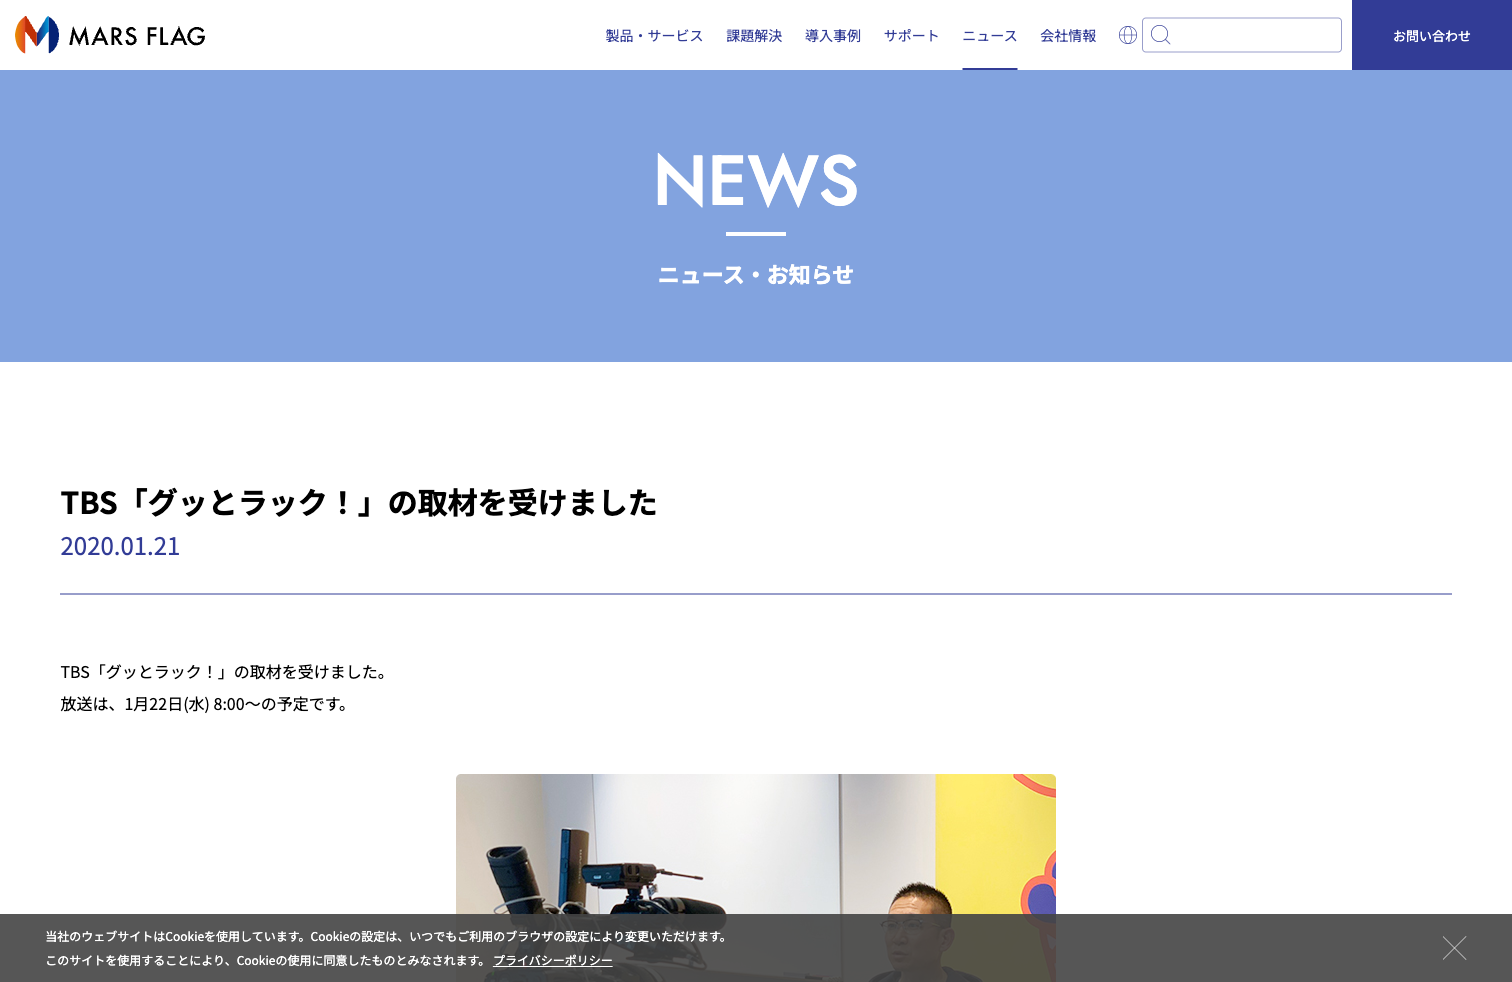 MARS FLAG
製品・サービス 課題解決 導入事例 サポート ニュース 会社情報 お問い合わせ
NEWS
ニュース・お知らせ
TBS「グッとラック！」の取材を受けました
2020.01.21
TBS「グッとラック！」の取材を受けました。
放送は、1月22日(水) 8:00〜の予定です。
当社のウェブサイトはCookieを使用しています。Cookieの設定は、いつでもご利用のブラウザの設定により変更いただけます。
このサイトを使用することにより、Cookieの使用に同意したものとみなされます。 プライバシーポリシー